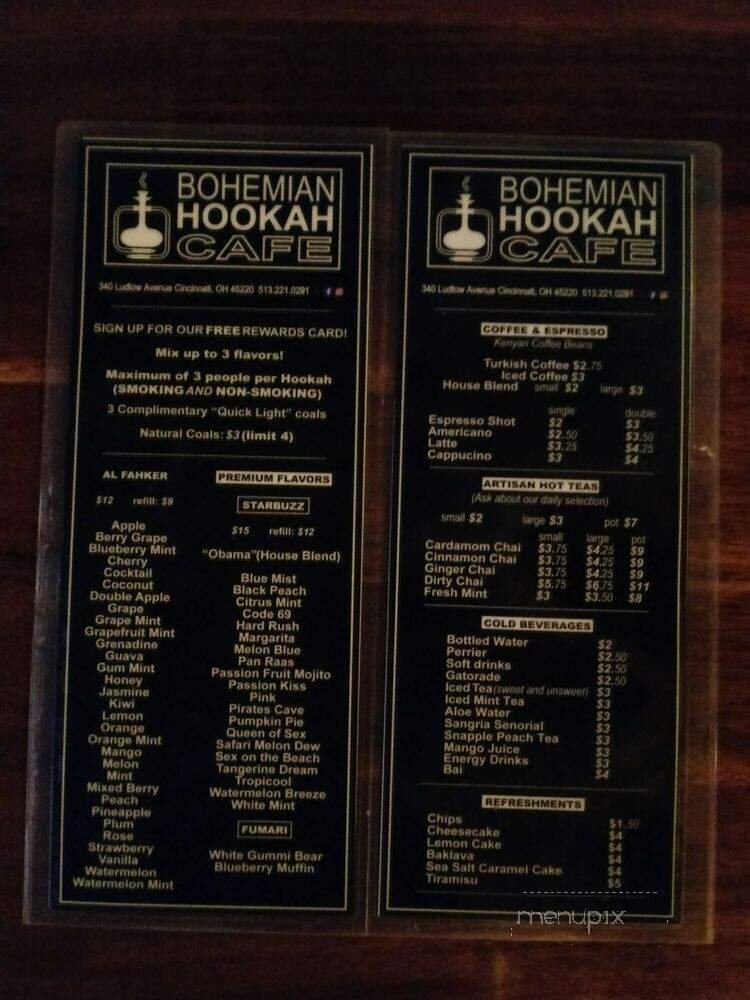 BOHEMIAN
HOOKAH
CAFE
340 Ludlow Avenue Cincinnati, OH 45220 513.221.0291
SIGN UP FOR OUR FREE REWARDS CARD!
Mix up to 3 flavors!
Maximum of 3 people per Hookah
(SMOKING AND NON-SMOKING)
3 Complimentary "Quick Light" coals
Natural Coals: $3 (limit 4)
AL FAHKER
$12 refill: $9
Apple
Berry Grape
Blueberry Mint
Cherry
Cocktail
Coconut
Double Apple
Grape
Grape Mint
Grapefruit Mint
Grenadine
Guava
Gum Mint
Honey
Jasmine
Kiwi
Lemon
Orange
Orange Mint
Mango
Melon
Mint
Mixed Berry
Peach
Pineapple
Plum
Rose
Strawberry
Vanilla
Watermelon
Watermelon Mint
PREMIUM FLAVORS
STARBUZZ
$15 refill: $12
"Obama"(House Blend)
Blue Mist
Black Peach
Citrus Mint
Code 69
Hard Rush
Margarita
Melon Blue
Pan Raas
Passion Fruit Mojito
Passion Kiss
Pink
Pirates Cave
Pumpkin Pie
Queen of Sex
Safari Melon Dew
Sex on the Beach
Tangerine Dream
Tropicool
Watermelon Breeze
White Mint
FUMARI
White Gummi Bear
Blueberry Muffin
BOHEMIAN
HOOKAH
CAFE
340 Ludlow Avenue Cincinnati, OH 45220 513.221.0291
COFFEE & ESPRESSO
Kenyan Coffee Beans
Turkish Coffee $2.75
Iced Coffee $3
House Blend small $2 large $3
single double
Espresso Shot $2 $3
Americano $2.50 $3.50
Latte $3.25 $4.25
Cappucino $3 $4
ARTISAN HOT TEAS
(Ask about our daily selection)
small $2 large $3 pot $7
small large pot
Cardamom Chai $3.75 $4.25 $9
Cinnamon Chai $3.75 $4.25 $9
Ginger Chai $3.75 $4.25 $9
Dirty Chai $5.75 $6.75 $11
Fresh Mint $3 $3.50 $8
COLD BEVERAGES
Bottled Water $2
Perrier $2.50
Soft drinks $2.50
Gatorade $2.50
Iced Tea (sweet and unsweet) $3
Iced Mint Tea $3
Aloe Water $3
Sangria Senorial $3
Snapple Peach Tea $3
Mango Juice $3
Energy Drinks $3
Bai $4
REFRESHMENTS
Chips $1.50
Cheesecake $4
Lemon Cake $4
Baklava $4
Sea Salt Caramel Cake $4
Tiramisu $5
menupix